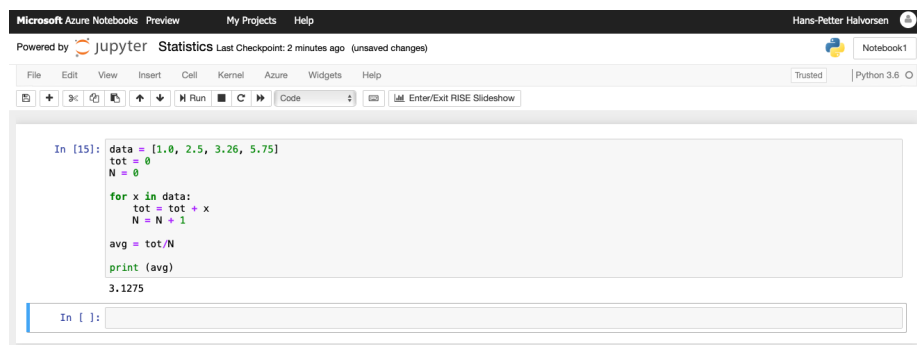 Microsoft Azure Notebooks Preview My Projects Help Hans-Petter Halvorsen
Powered by jupyter Statistics Last Checkpoint: 2 minutes ago (unsaved changes) Notebook1
File Edit View Insert Cell Kernel Azure Widgets Help Trusted Python 3.6
Run Code Enter/Exit RISE Slideshow
In [15]: data = [1.0, 2.5, 3.26, 5.75]
tot = 0
N = 0
for x in data:
    tot = tot + x
    N = N + 1
avg = tot/N
print (avg)
3.1275
In [ ]: